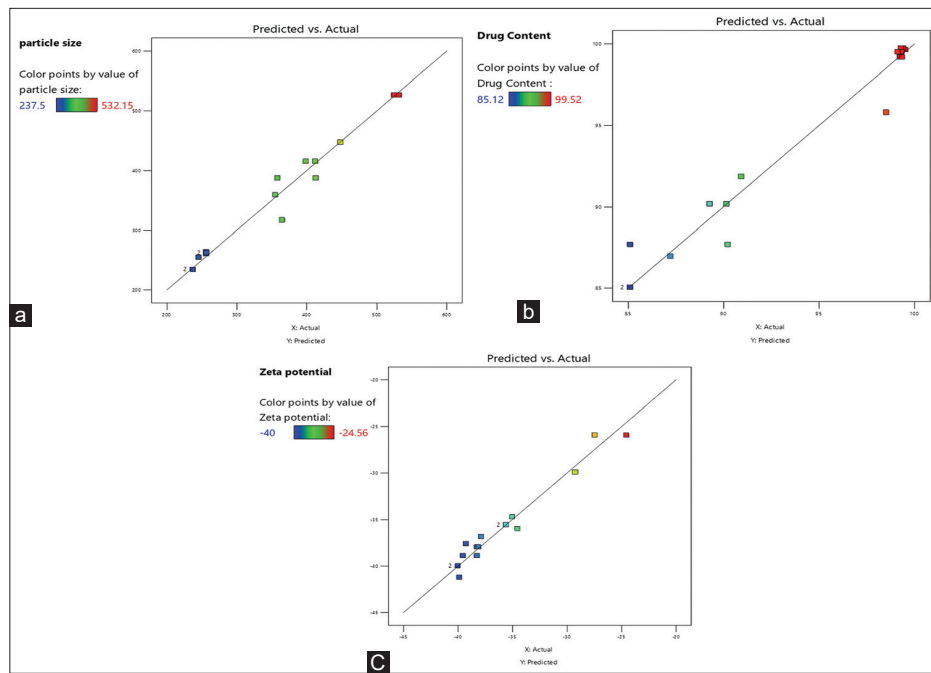 Predicted vs. Actual
particle size
Color points by value of
particle size:
237.5 532.15
600
500
400
300
200
2
2
200 300 400 500 600
X: Actual
Y: Predicted
a
Predicted vs. Actual
Drug Content
Color points by value of
Drug Content :
85.12 99.52
100
95
90
85
2
85 90 95 100
X: Actual
Y: Predicted
b
Predicted vs. Actual
Zeta potential
Color points by value of
Zeta potential:
-40 -24.56
-20
-25
-30
-35
-40
-45
2
2
-45 -40 -35 -30 -25 -20
X: Actual
Y: Predicted
C